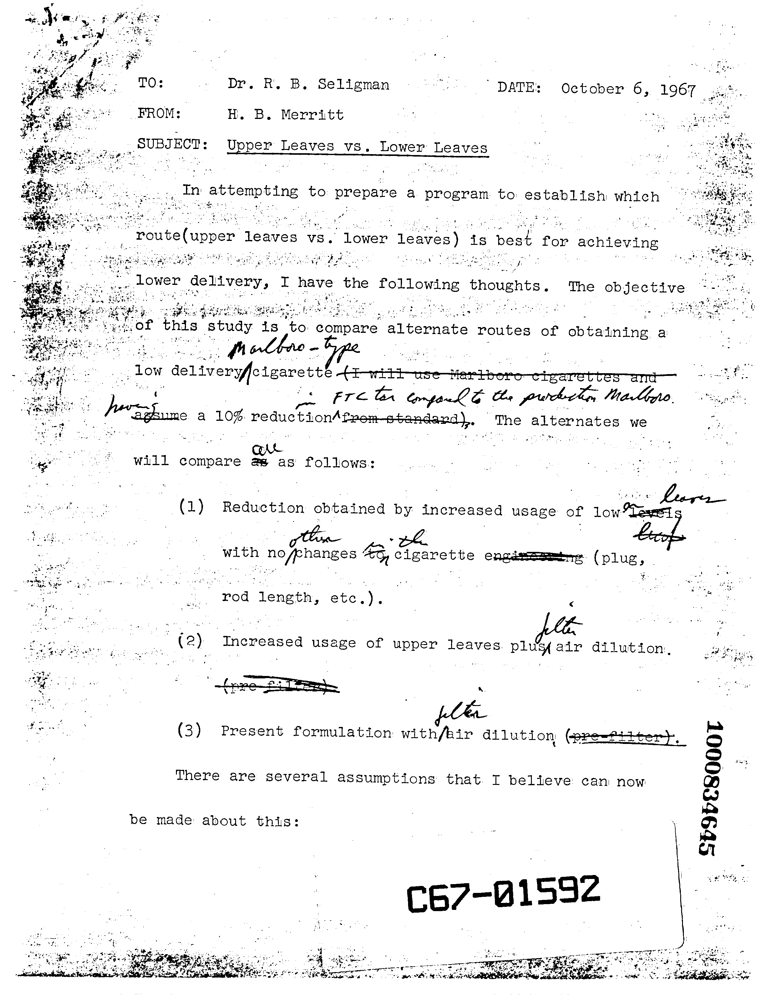 TO: Dr. R. B. Seligman DATE: October 6, 1967
FROM: H. B. Merritt
SUBJECT: Upper Leaves vs. Lower Leaves
In attempting to prepare a program to establish which
route(upper leaves vs. lower leaves) is best for achieving
lower delivery, I have the following thoughts. The objective
of this study is to compare alternate routes of obtaining a
Marlboro-type
low delivery cigarette (I will use Marlboro cigarettes and
having in FTC tar compared to the production Marlboro.
assume a 10% reduction from standard). The alternates we
are
will compare as as follows:
leaves
(1) Reduction obtained by increased usage of low levels
other in the
with no changes to cigarette engineering (plug,
rod length, etc.).
filter
(2) Increased usage of upper leaves plus air dilution.
(pre-filter)
filter
(3) Present formulation with air dilution (pre-filter).
There are several assumptions that I believe can now
be made about this:
1000834645
C67-01592